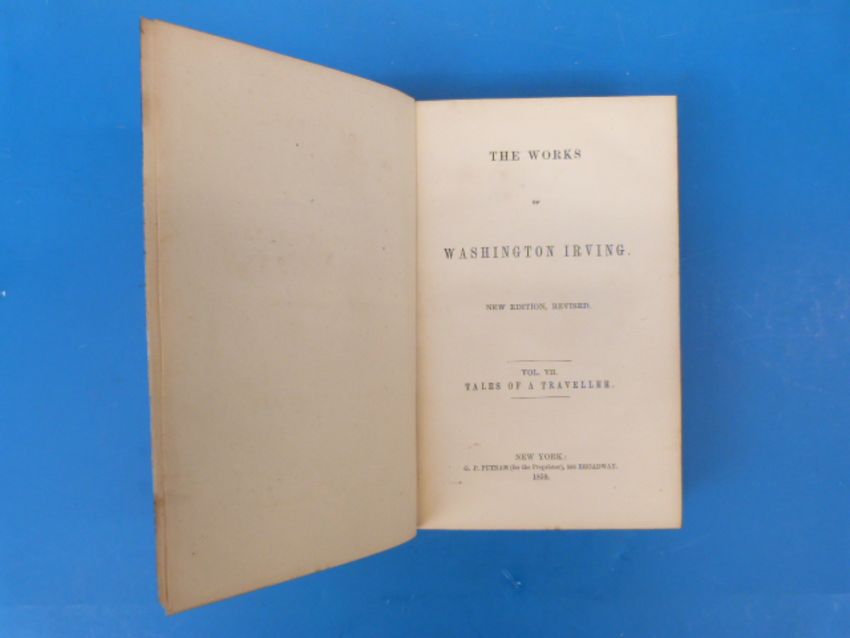 THE WORKS
OF
WASHINGTON IRVING.
NEW EDITION, REVISED.
VOL. VII.
TALES OF A TRAVELLER.
NEW YORK:
G. P. PUTNAM (for the Proprietor), BROADWAY.